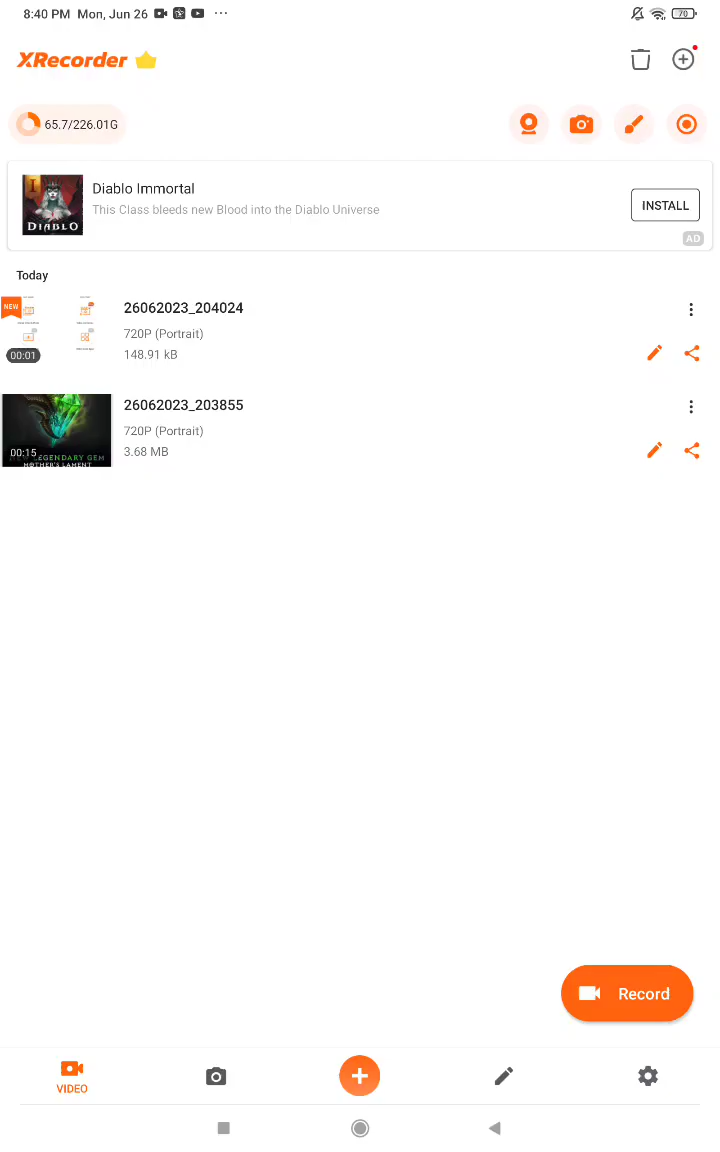 8:40 PM Mon, Jun 26 ... 70
XRecorder
65.7/226.01G
Diablo Immortal
This Class bleeds new Blood into the Diablo Universe
INSTALL
DIABLO
AD
Today
NEW
26062023_204024
720P (Portrait)
00:01
148.91 kB
26062023_203855
720P (Portrait)
00:15
3.68 MB
LEGENDARY GEM
MOTHER'S LAMENT
Record
VIDEO